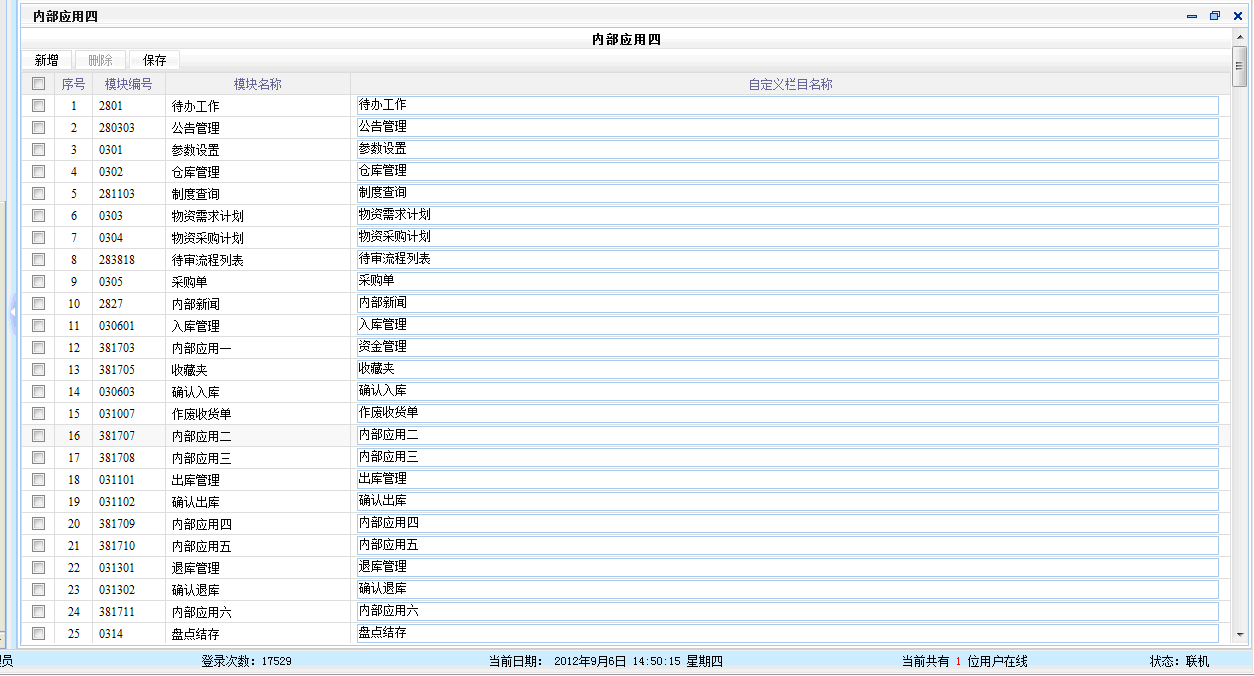 内部应用四
内部应用四
新增 删除 保存
序号 模块编号 模块名称 自定义栏目名称
1 2801 待办工作 待办工作
2 280303 公告管理 公告管理
3 0301 参数设置 参数设置
4 0302 仓库管理 仓库管理
5 281103 制度查询 制度查询
6 0303 物资需求计划 物资需求计划
7 0304 物资采购计划 物资采购计划
8 283818 待审流程列表 待审流程列表
9 0305 采购单 采购单
10 2827 内部新闻 内部新闻
11 030601 入库管理 入库管理
12 381703 内部应用一 资金管理
13 381705 收藏夹 收藏夹
14 030603 确认入库 确认入库
15 031007 作废收货单 作废收货单
16 381707 内部应用二 内部应用二
17 381708 内部应用三 内部应用三
18 031101 出库管理 出库管理
19 031102 确认出库 确认出库
20 381709 内部应用四 内部应用四
21 381710 内部应用五 内部应用五
22 031301 退库管理 退库管理
23 031302 确认退库 确认退库
24 381711 内部应用六 内部应用六
25 0314 盘点结存 盘点结存
员 登录次数：17529 当前日期： 2012年9月6日 14:50:15 星期四 当前共有 1 位用户在线 状态：联机